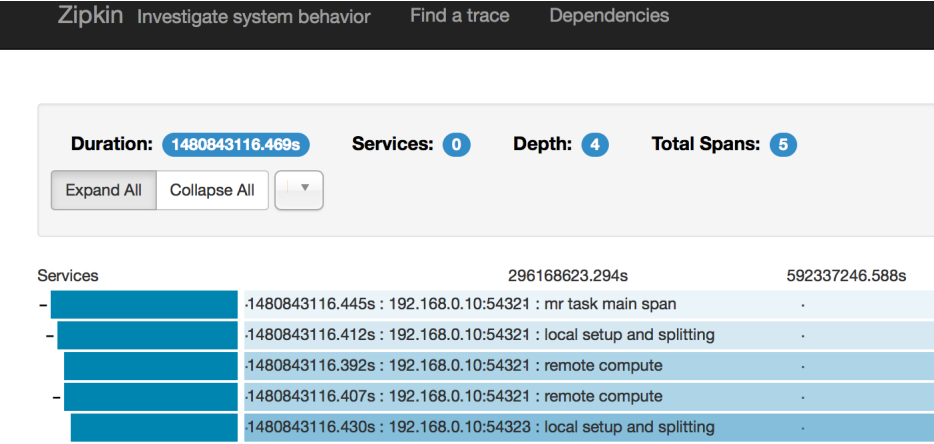 Zipkin Investigate system behavior Find a trace Dependencies
Duration: 1480843116.469s Services: 0 Depth: 4 Total Spans: 5
Expand All Collapse All
Services 296168623.294s 592337246.588s
-1480843116.445s : 192.168.0.10:54321 : mr task main span
-1480843116.412s : 192.168.0.10:54321 : local setup and splitting
-1480843116.392s : 192.168.0.10:54321 : remote compute
-1480843116.407s : 192.168.0.10:54321 : remote compute
-1480843116.430s : 192.168.0.10:54323 : local setup and splitting